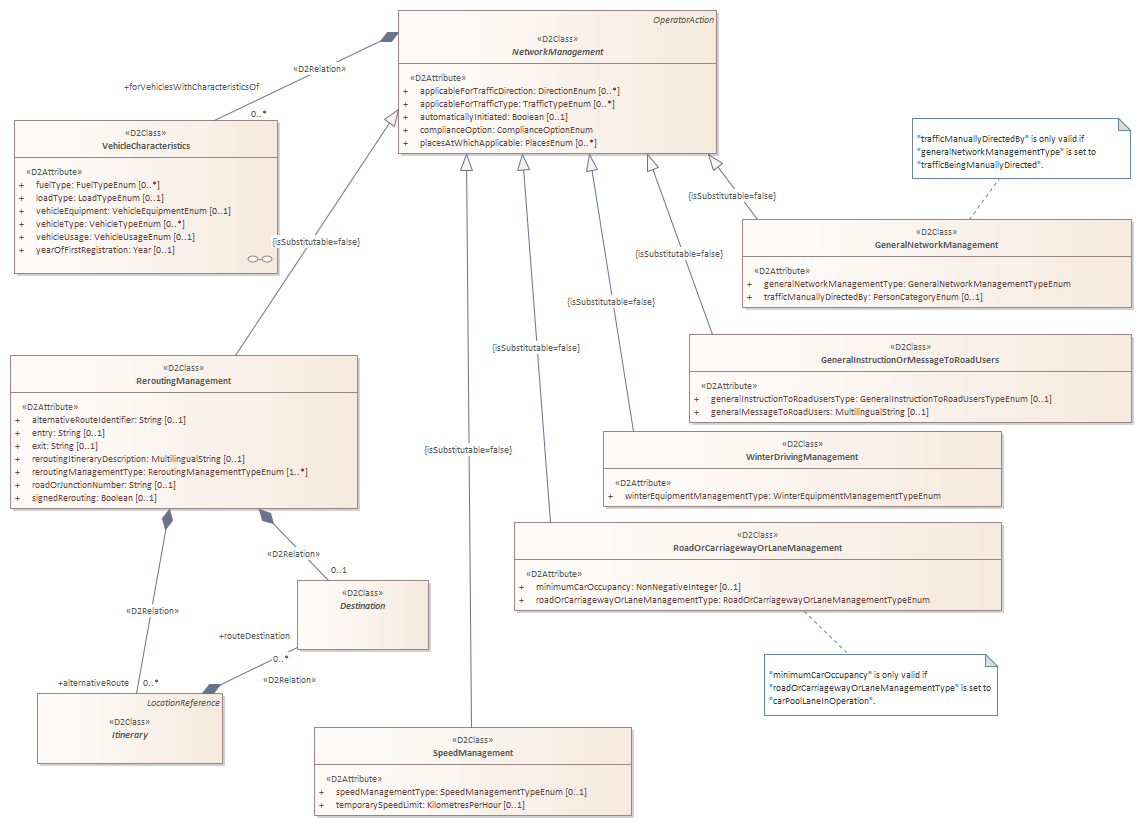 OperatorAction
«D2Class»
NetworkManagement
«D2Attribute»
+ applicableForTrafficDirection: DirectionEnum [0..*]
+ applicableForTrafficType: TrafficTypeEnum [0..*]
+ automaticallyInitiated: Boolean [0..1]
+ complianceOption: ComplianceOptionEnum
+ placesAtWhichApplicable: PlacesEnum [0..*]
«D2Relation»
+forVehiclesWithCharacteristicsOf
0..*
«D2Class»
VehicleCharacteristics
«D2Attribute»
+ fuelType: FuelTypeEnum [0..*]
+ loadType: LoadTypeEnum [0..1]
+ vehicleEquipment: VehicleEquipmentEnum [0..1]
+ vehicleType: VehicleTypeEnum [0..*]
+ vehicleUsage: VehicleUsageEnum [0..1]
+ yearOfFirstRegistration: Year [0..1]
"trafficManuallyDirectedBy" is only valid if
"generalNetworkManagementType" is set to
"trafficBeingManuallyDirected".
{isSubstitutable=false}
«D2Class»
GeneralNetworkManagement
«D2Attribute»
+ generalNetworkManagementType: GeneralNetworkManagementTypeEnum
+ trafficManuallyDirectedBy: PersonCategoryEnum [0..1]
{isSubstitutable=false}
{isSubstitutable=false}
{isSubstitutable=false}
{isSubstitutable=false}
{isSubstitutable=false}
«D2Class»
GeneralInstructionOrMessageToRoadUsers
«D2Attribute»
+ generalInstructionToRoadUsersType: GeneralInstructionToRoadUsersTypeEnum [0..1]
+ generalMessageToRoadUsers: MultilingualString [0..1]
«D2Class»
ReroutingManagement
«D2Attribute»
+ alternativeRouteIdentifier: String [0..1]
+ entry: String [0..1]
+ exit: String [0..1]
+ reroutingItineraryDescription: MultilingualString [0..1]
+ reroutingManagementType: ReroutingManagementTypeEnum [1..*]
+ roadOrJunctionNumber: String [0..1]
+ signedRerouting: Boolean [0..1]
«D2Class»
WinterDrivingManagement
«D2Attribute»
+ winterEquipmentManagementType: WinterEquipmentManagementTypeEnum
«D2Class»
RoadOrCarriagewayOrLaneManagement
«D2Attribute»
+ minimumCarOccupancy: NonNegativeInteger [0..1]
+ roadOrCarriagewayOrLaneManagementType: RoadOrCarriagewayOrLaneManagementTypeEnum
«D2Relation»
0..1
«D2Class»
Destination
«D2Relation»
+routeDestination
0..*
«D2Relation»
+alternativeRoute 0..*
LocationReference
«D2Class»
Itinerary
"minimumCarOccupancy" is only valid if
"roadOrCarriagewayOrLaneManagementType" is set to
"carPoolLaneInOperation".
«D2Class»
SpeedManagement
«D2Attribute»
+ speedManagementType: SpeedManagementTypeEnum [0..1]
+ temporarySpeedLimit: KilometresPerHour [0..1]